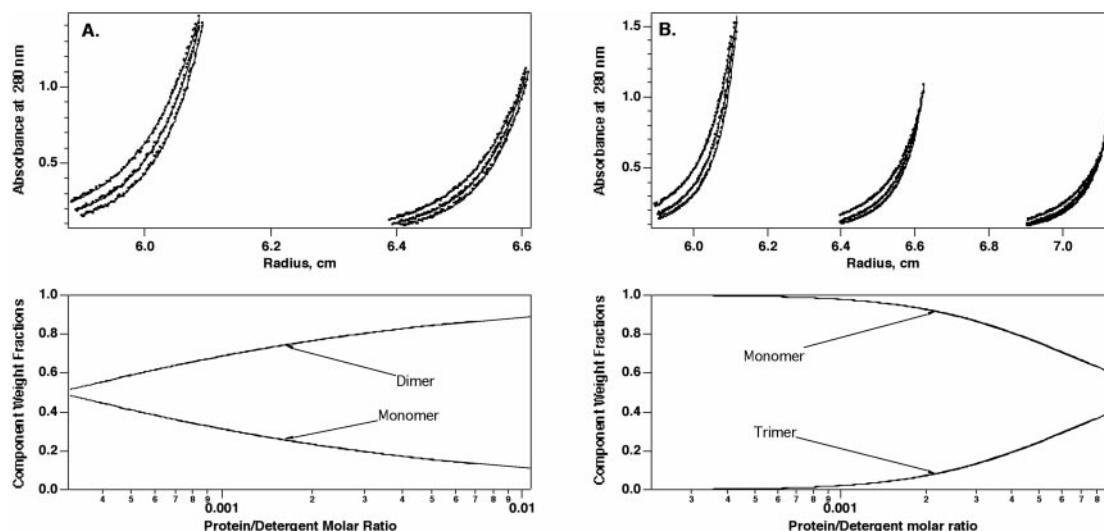 A.
Absorbance at 280 nm
1.0
0.5
6.0 6.2 6.4 6.6
Radius, cm
B.
Absorbance at 280 nm
1.5
1.0
0.5
6.0 6.2 6.4 6.6 6.8 7.0
Radius, cm
Component Weight Fractions
1.0
0.8
0.6
0.4
0.2
0.0
Dimer
Monomer
4 5 6 7 8 9 0.001 2 3 4 5 6 7 8 9 0.01
Protein/Detergent Molar Ratio
Component Weight Fractions
1.0
0.8
0.6
0.4
0.2
0.0
Monomer
Trimer
3 4 5 6 7 8 9 0.001 2 3 4 5 6 7 8
Protein/Detergent molar ratio